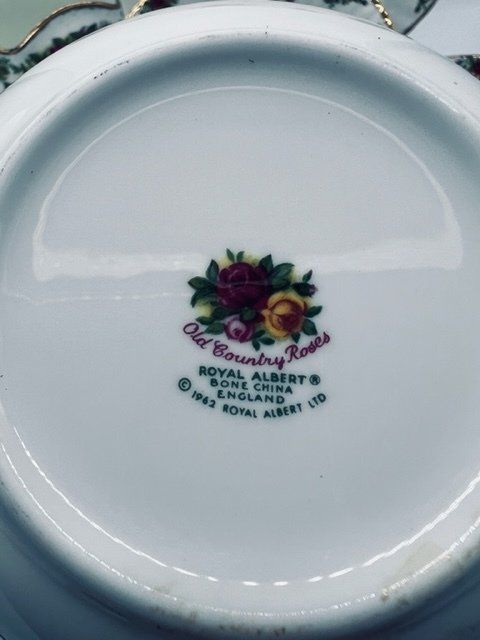 Old Country Roses
ROYAL ALBERT®
BONE CHINA
ENGLAND
© 1962 ROYAL ALBERT LTD